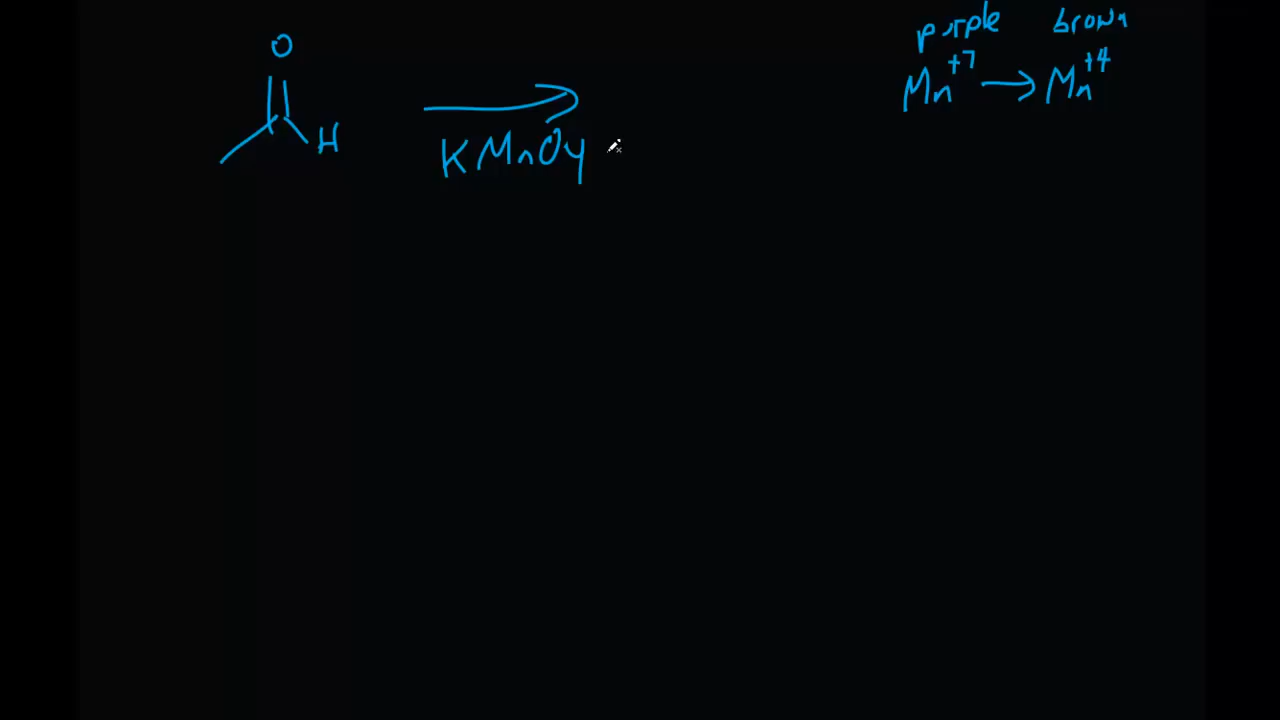 O
H
KMnO4
purple brown
Mn+7 → Mn+4